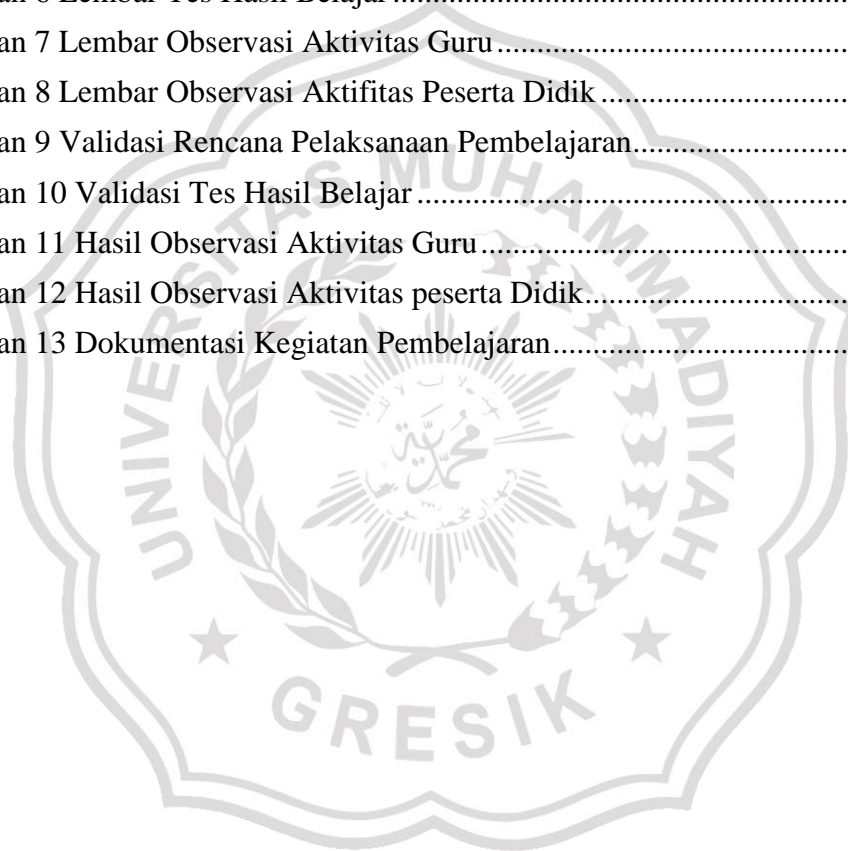 an 6 Lembar Tes Hasil Belajar
an 7 Lembar Observasi Aktivitas Guru
an 8 Lembar Observasi Aktifitas Peserta Didik
an 9 Validasi Rencana Pelaksanaan Pembelajaran
an 10 Validasi Tes Hasil Belajar
an 11 Hasil Observasi Aktivitas Guru
an 12 Hasil Observasi Aktivitas peserta Didik
an 13 Dokumentasi Kegiatan Pembelajaran
UNIVERSITAS MUHAMMADIYAH
GRESIK